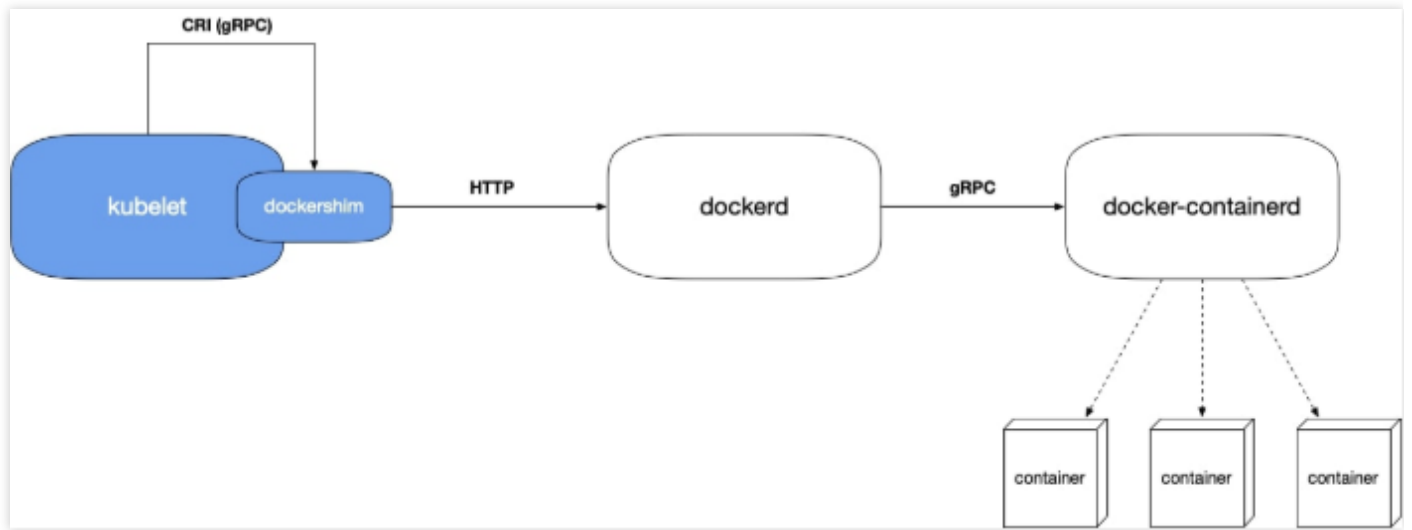 CRI (gRPC)
kubelet
dockershim
HTTP
dockerd
gRPC
docker-containerd
container
container
container